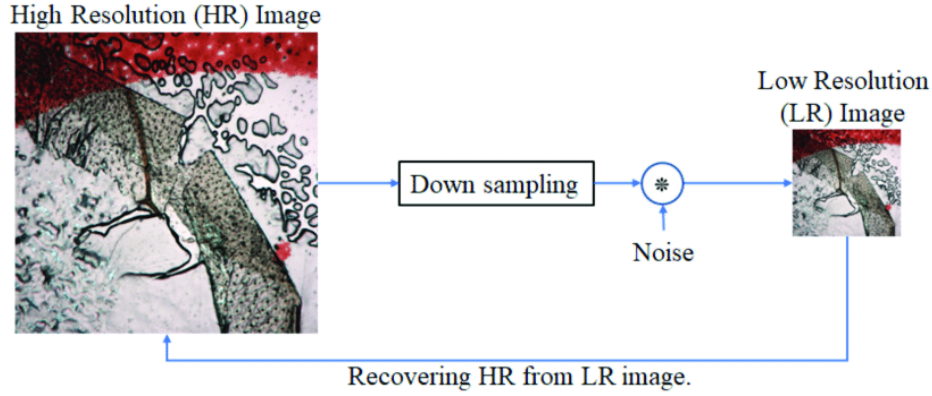 High Resolution (HR) Image
Low Resolution
(LR) Image
Down sampling
Noise
Recovering HR from LR image.